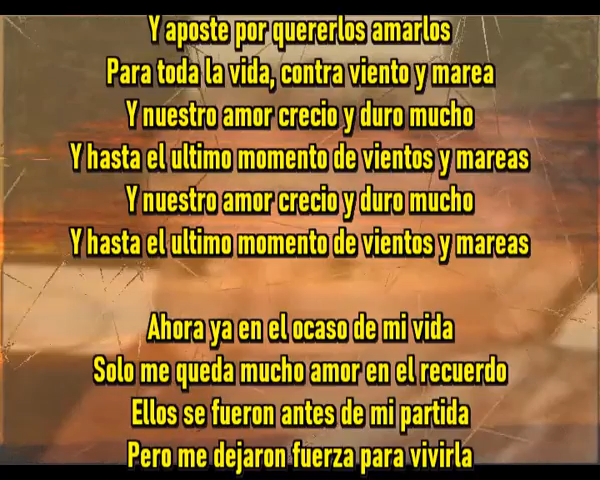 Y aposte por quererlos amarlos
Para toda la vida, contra viento y marea
Y nuestro amor crecio y duro mucho
Y hasta el ultimo momento de vientos y mareas
Y nuestro amor crecio y duro mucho
Y hasta el ultimo momento de vientos y mareas
Ahora ya en el ocaso de mi vida
Solo me queda mucho amor en el recuerdo
Ellos se fueron antes de mi partida
Pero me dejaron fuerza para vivirla